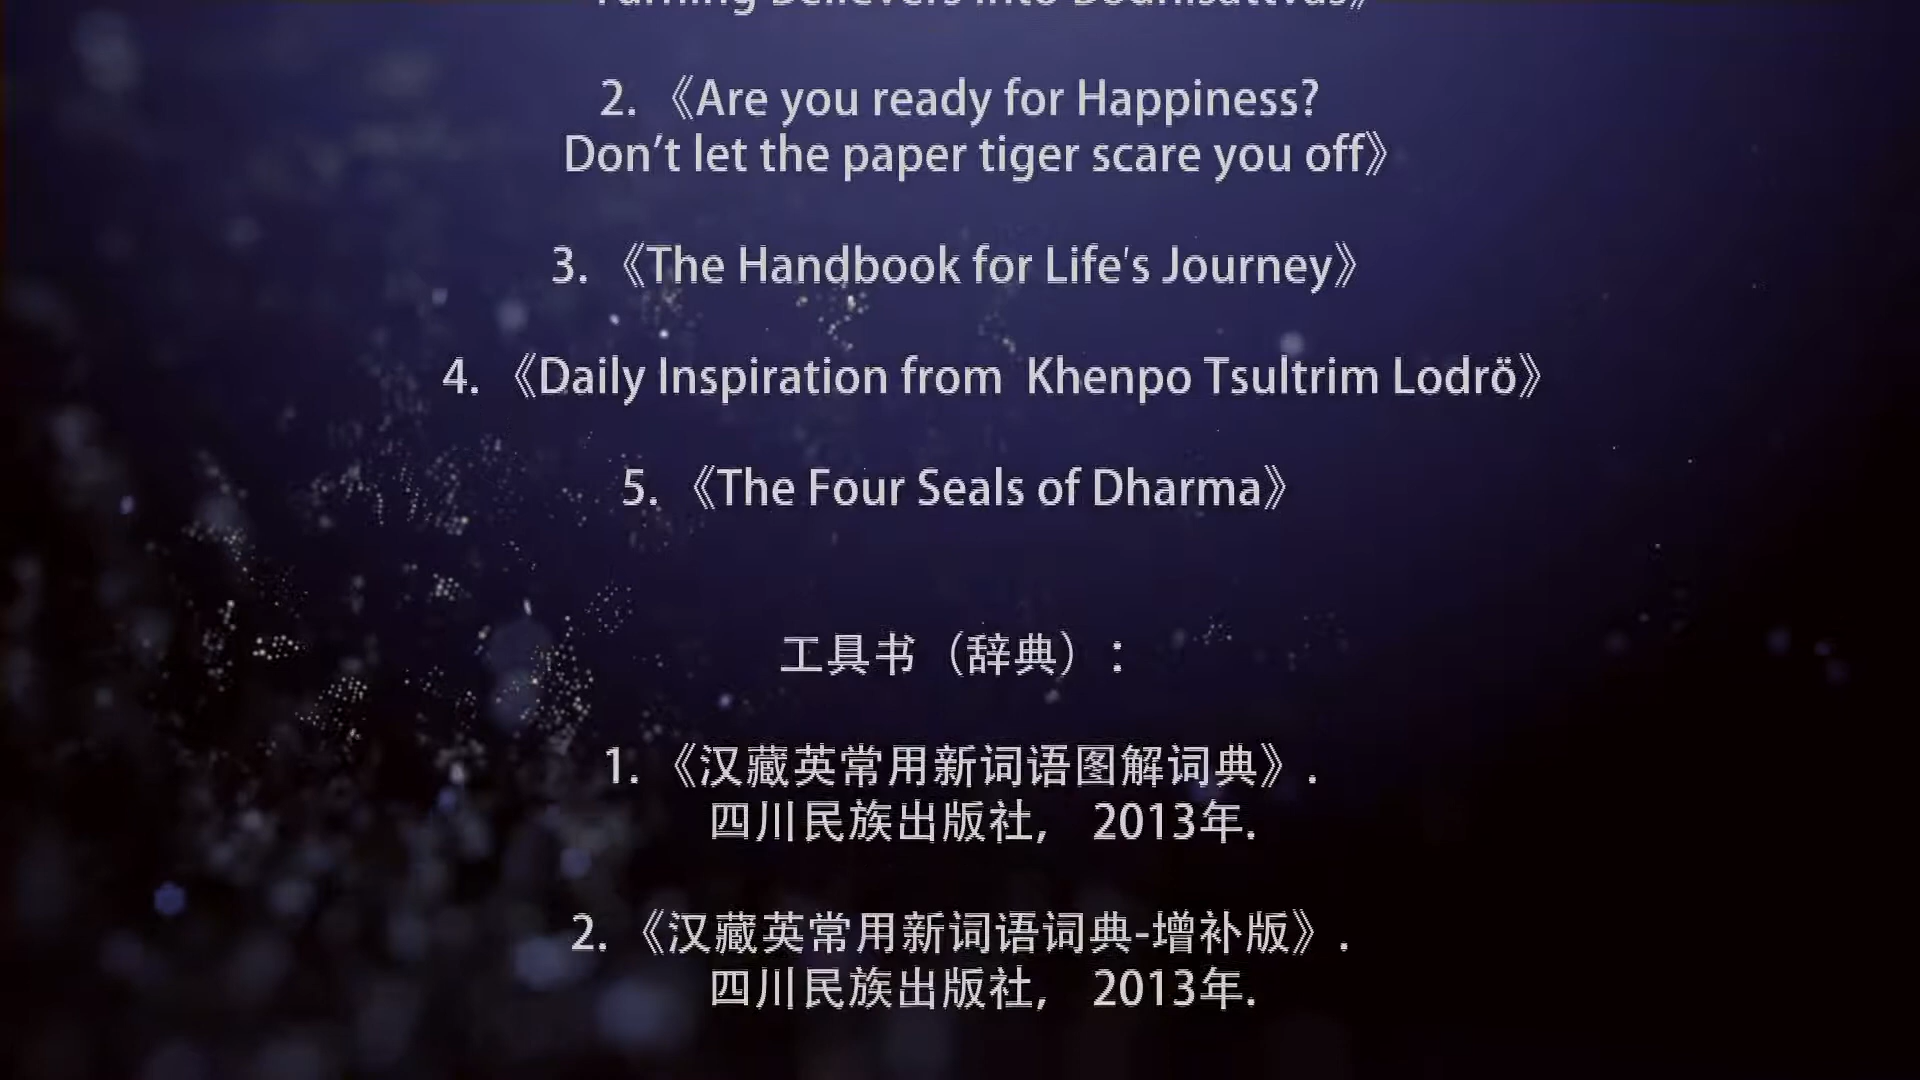 Turning Believers into Bodhisattvas》
2. 《Are you ready for Happiness?
Don’t let the paper tiger scare you off》
3. 《The Handbook for Life's Journey》
4. 《Daily Inspiration from  Khenpo Tsultrim Lodrö》
5. 《The Four Seals of Dharma》
工具书（辞典）：
1. 《汉藏英常用新词语图解词典》.
四川民族出版社, 2013年.
2. 《汉藏英常用新词语词典-增补版》.
四川民族出版社, 2013年.